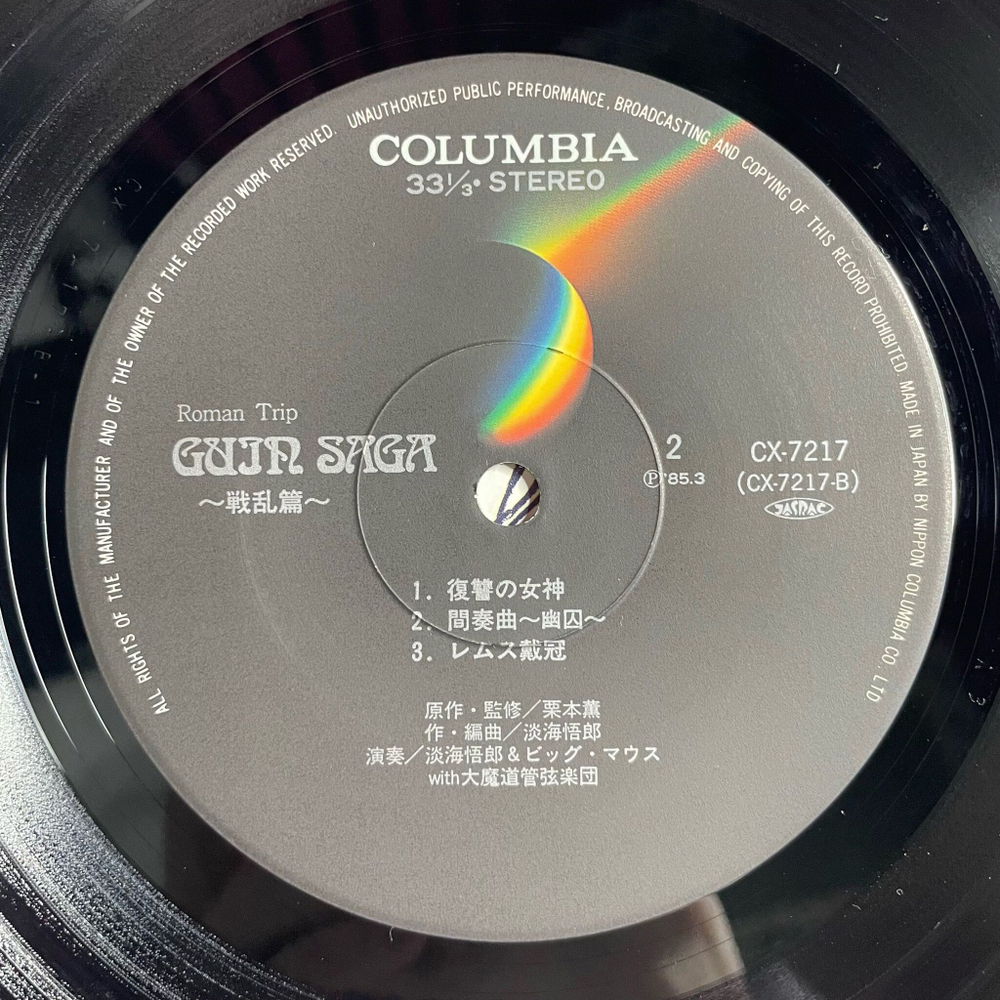 ALL RIGHTS OF THE MANUFACTURER AND OF THE OWNER OF THE RECORDED WORK RESERVED. UNAUTHORIZED PUBLIC PERFORMANCE, BROADCASTING AND COPYING OF THIS RECORD PROHIBITED. MADE IN JAPAN BY NIPPON COLUMBIA CO. LTD
COLUMBIA
33⅓ STEREO
Roman Trip
GUIN SAGA
〜戦乱篇〜
2
Ⓟ'85.3
CX-7217
(CX-7217-B)
JASRAC
1. 復讐の女神
2. 間奏曲〜幽囚〜
3. レムス戴冠
原作・監修／栗本薫
作・編曲／淡海悟郎
演奏／淡海悟郎＆ビッグ・マウス
with大魔道管弦楽団